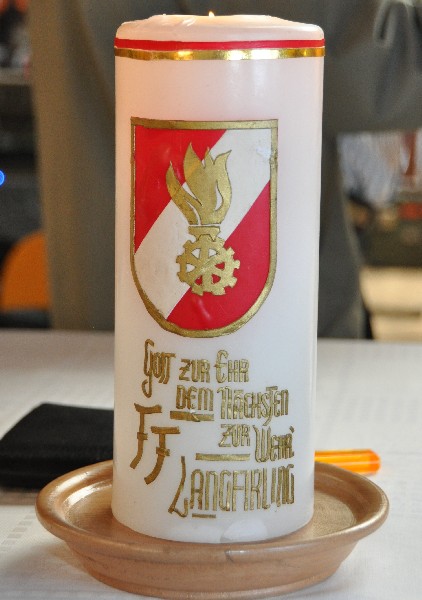 GOTT ZUR EHR
DEM NÄCHSTEN
ZUR WEHR
FF
LANGFIRLING